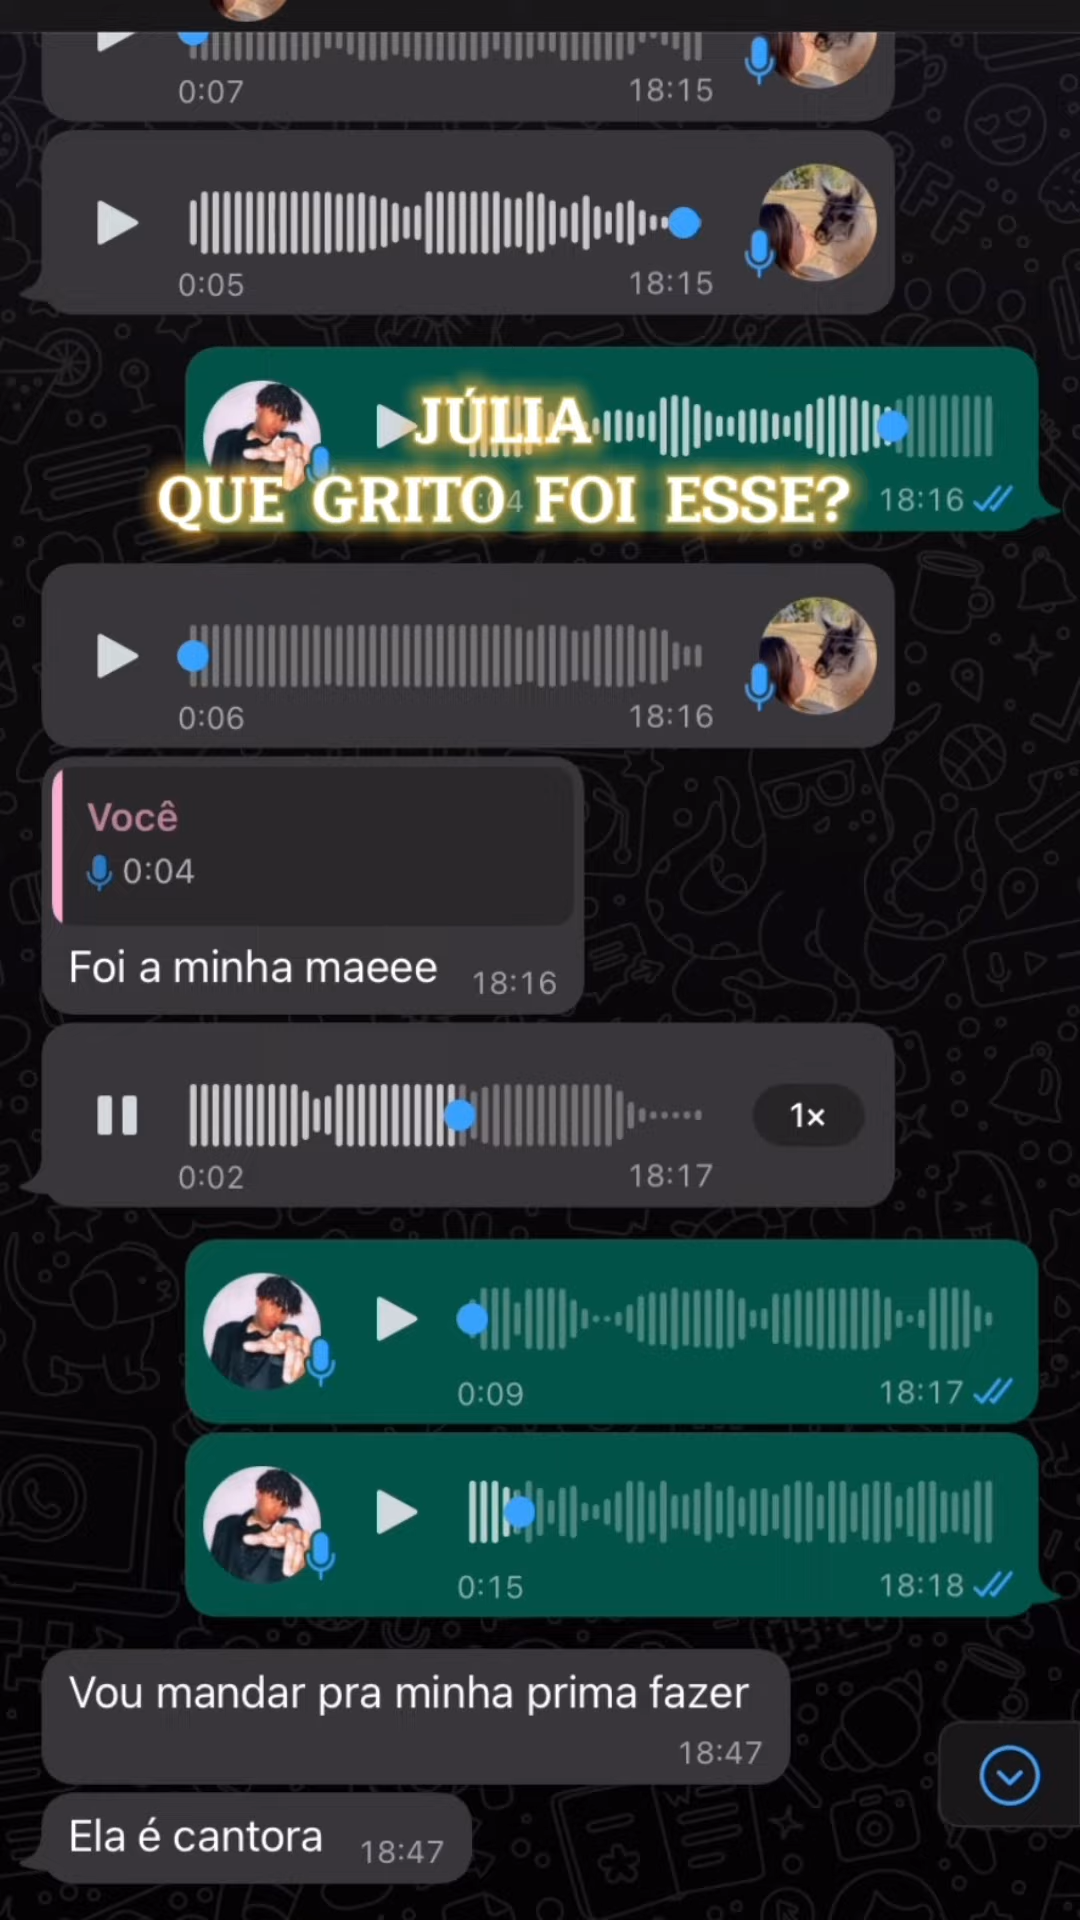 0:07 18:15
0:05 18:15
JÚLIA
QUE GRITO FOI ESSE?
18:16
0:06 18:16
Você
0:04
Foi a minha maeee 18:16
1×
0:02 18:17
0:09 18:17
0:15 18:18
Vou mandar pra minha prima fazer
18:47
Ela é cantora 18:47